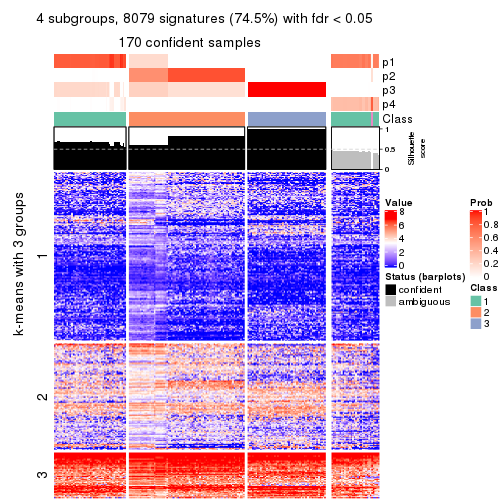 4 subgroups, 8079 signatures (74.5%) with fdr < 0.05
170 confident samples
p1
p2
p3
p4
Class
1
0.5
0
Silhouette
score
k-means with 3 groups
1
2
3
Value
8
6
4
2
0
Status (barplots)
confident
ambiguous
Prob
1
0.8
0.6
0.4
0.2
0
Class
1
2
3